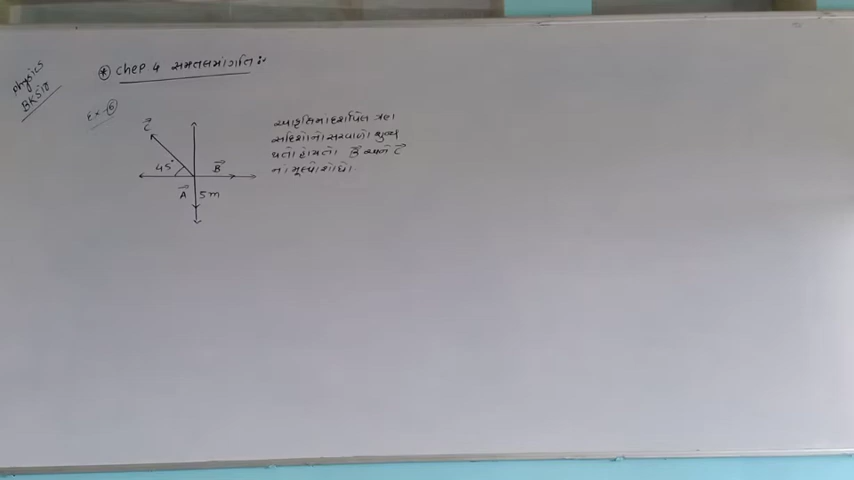 Physics
BKS10
* Chep 4 સમતલમાં ગતિ :-
Ex-6
આકૃતિમાં દર્શાવેલ ત્રણ
સદિશોનો સરવાળો શુન્ય
થતો હોય તો B⃗ અને C⃗
નાં મૂલ્યો શોધો.
C⃗
45°
B⃗
A⃗ 5m